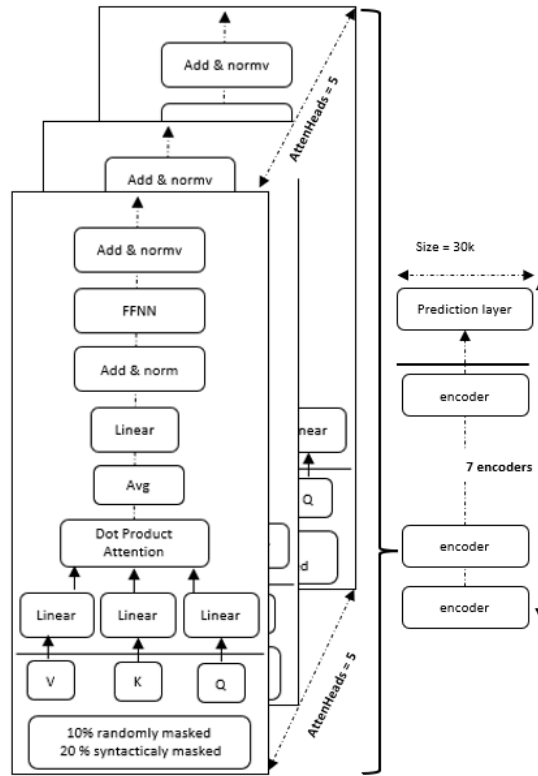 Add & normv
AttenHeads = 5
Add & normv
Add & normv
FFNN
Add & norm
Linear
Avg
Dot Product
Attention
Linear
Linear
Linear
V
K
Q
10% randomly masked
20 % syntacticaly masked
Q
AttenHeads = 5
Size = 30k
Prediction layer
encoder
7 encoders
encoder
encoder